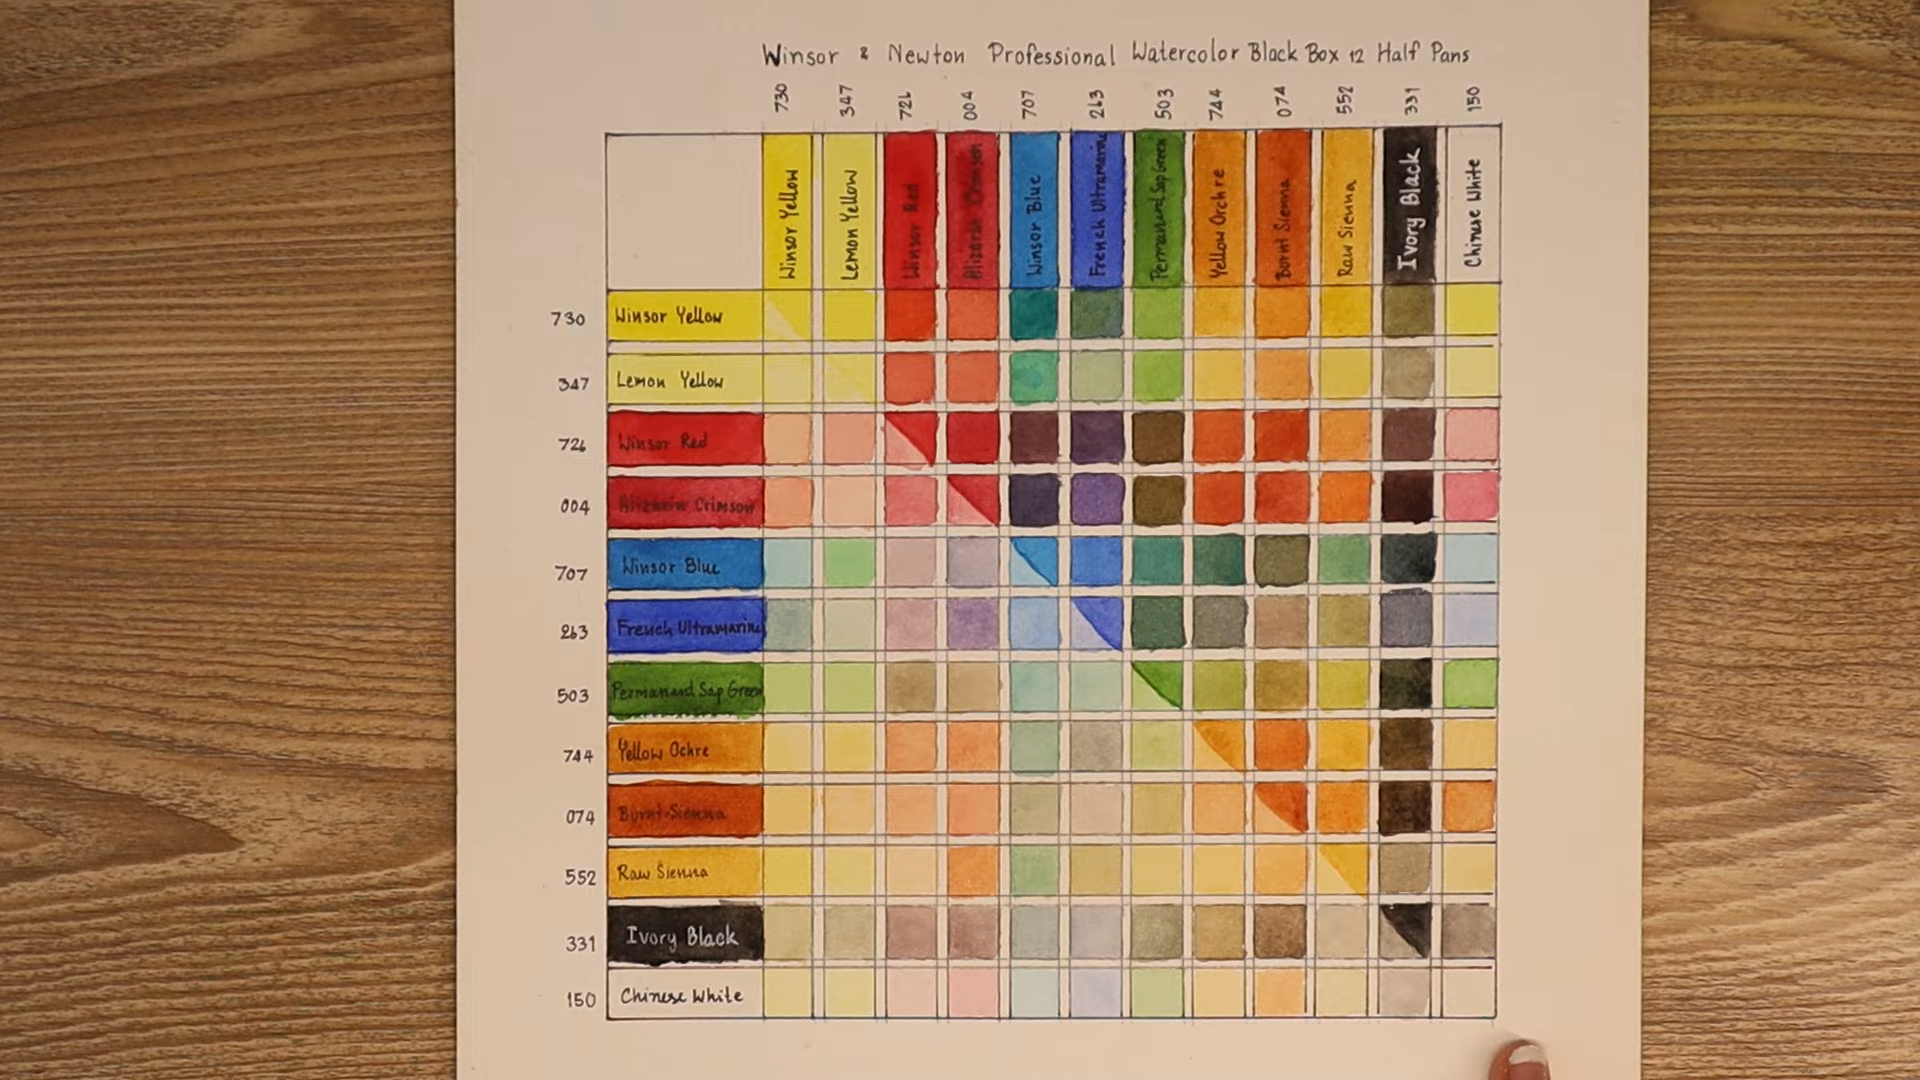 Winsor & Newton Professional Watercolor Black Box 12 Half Pans
730 347 726 004 707 263 503 744 074 552 331 150
Winsor Yellow
Lemon Yellow
Winsor Red
Alizarin Crimson
Winsor Blue
French Ultramarine
Permanand Sap Green
Yellow Orchre
Burnt Sienna
Raw Sienna
Ivory Black
Chinese White
730 Winsor Yellow
347 Lemon Yellow
726 Winsor Red
004 Alizarin Crimson
707 Winsor Blue
263 French Ultramarine
503 Permanand Sap Green
744 Yellow Ochre
074 Burnt Sienna
552 Raw Sienna
331 Ivory Black
150 Chinese White